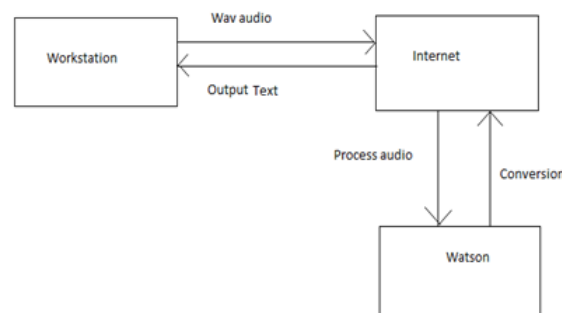 Wav audio
Workstation
Internet
Output Text
Process audio
Conversion
Watson